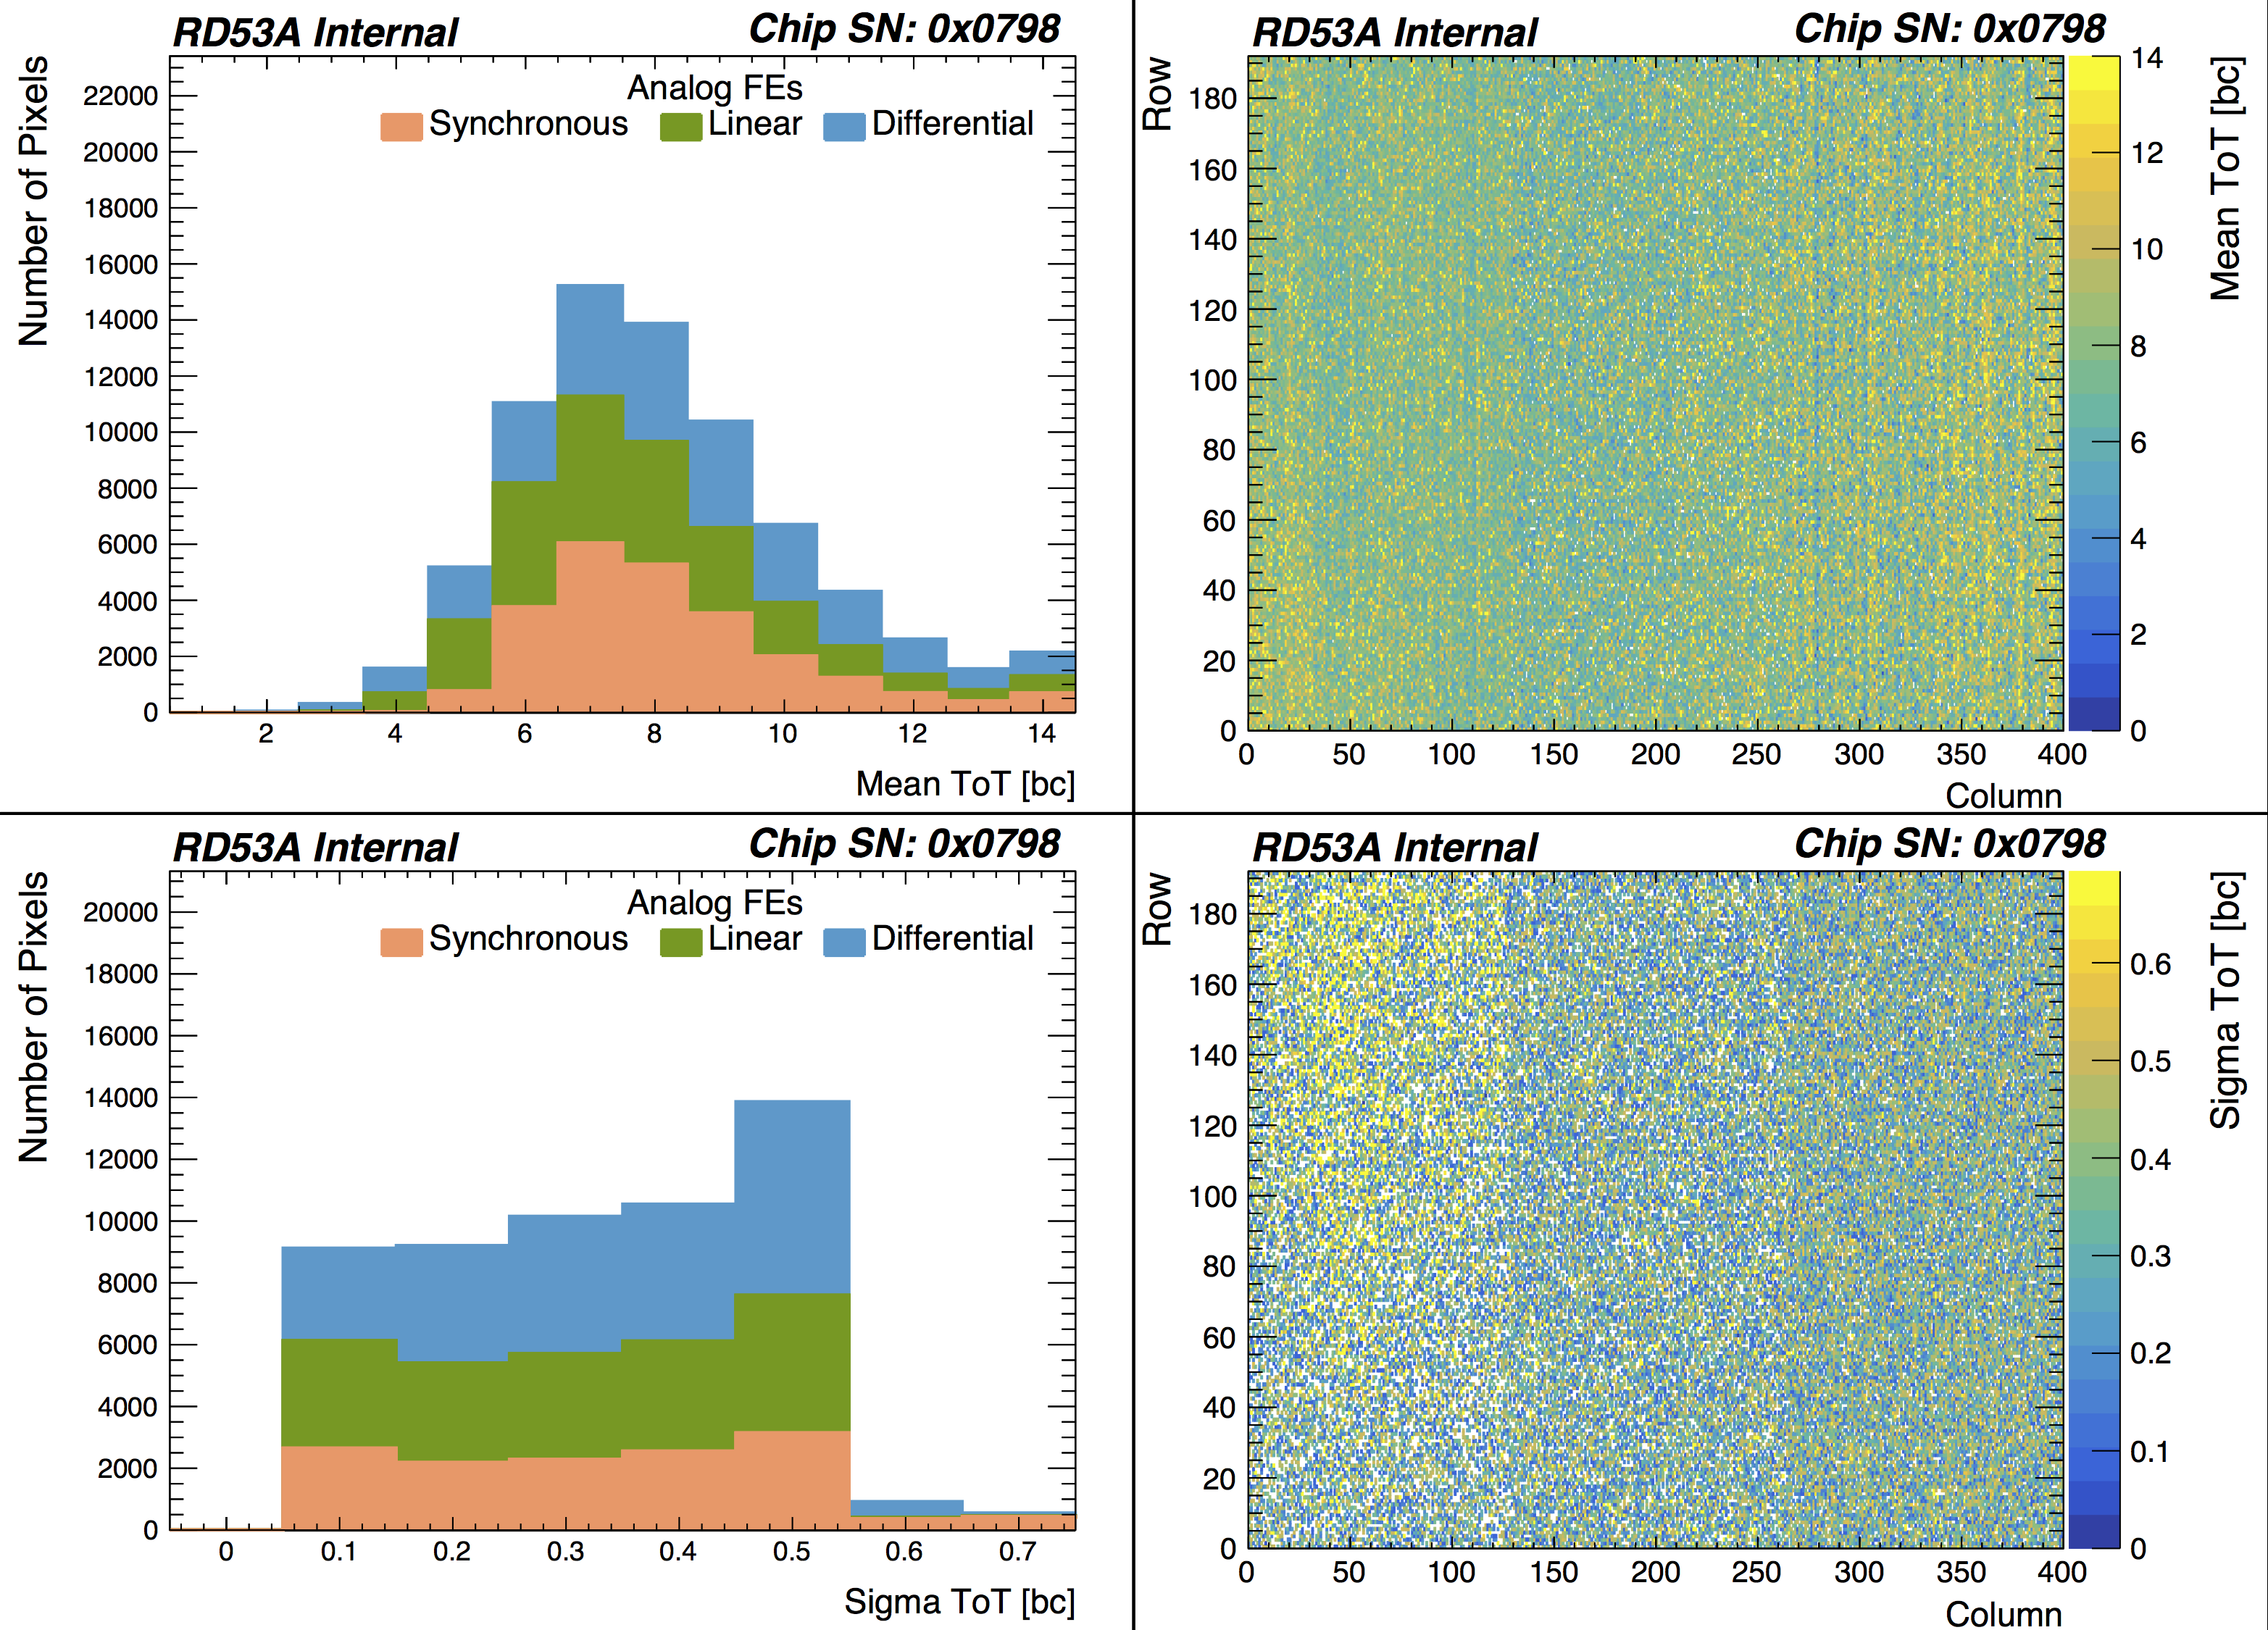 RD53A Internal Chip SN: 0x0798
Number of Pixels
Analog FEs
Synchronous Linear Differential
22000
20000
18000
16000
14000
12000
10000
8000
6000
4000
2000
0
2 4 6 8 10 12 14
Mean ToT [bc]
RD53A Internal Chip SN: 0x0798
Row
180
160
140
120
100
80
60
40
20
0
0 50 100 150 200 250 300 350 400
Column
14
12
10
8
6
4
2
0
Mean ToT [bc]
RD53A Internal Chip SN: 0x0798
Number of Pixels
Analog FEs
Synchronous Linear Differential
20000
18000
16000
14000
12000
10000
8000
6000
4000
2000
0
0 0.1 0.2 0.3 0.4 0.5 0.6 0.7
Sigma ToT [bc]
RD53A Internal Chip SN: 0x0798
Row
180
160
140
120
100
80
60
40
20
0
0 50 100 150 200 250 300 350 400
Column
0.6
0.5
0.4
0.3
0.2
0.1
0
Sigma ToT [bc]